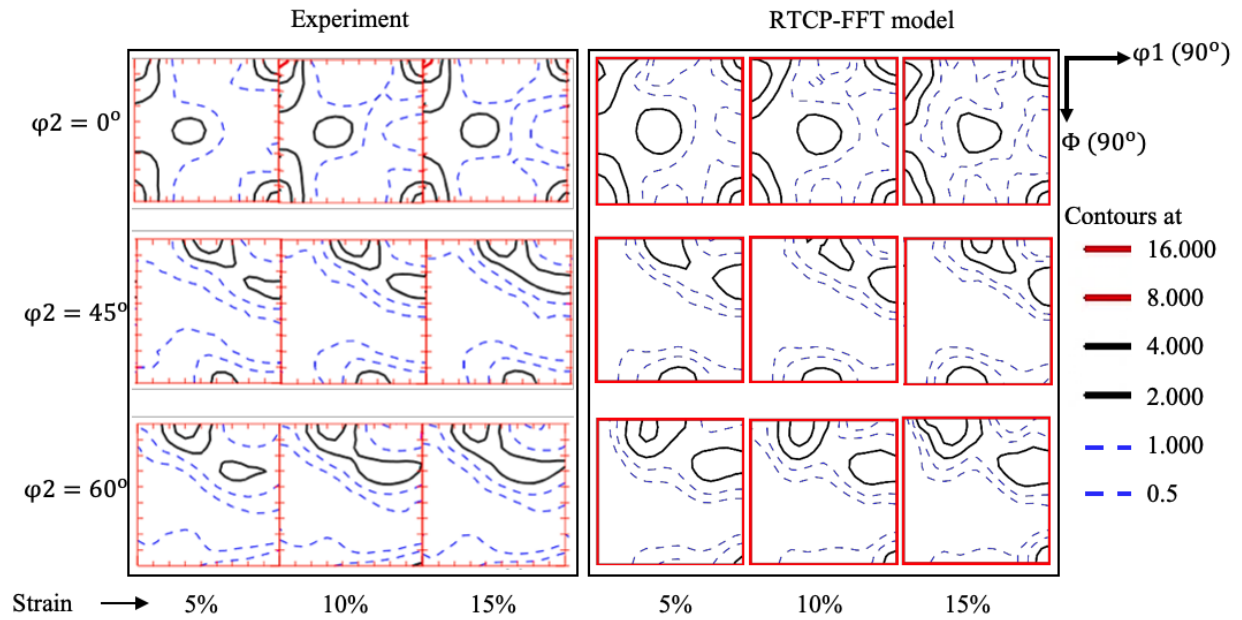 Experiment
RTCP-FFT model
φ1 (90°)
Φ (90°)
φ2 = 0°
φ2 = 45°
φ2 = 60°
Contours at
16.000
8.000
4.000
2.000
1.000
0.5
Strain
5%
10%
15%
5%
10%
15%